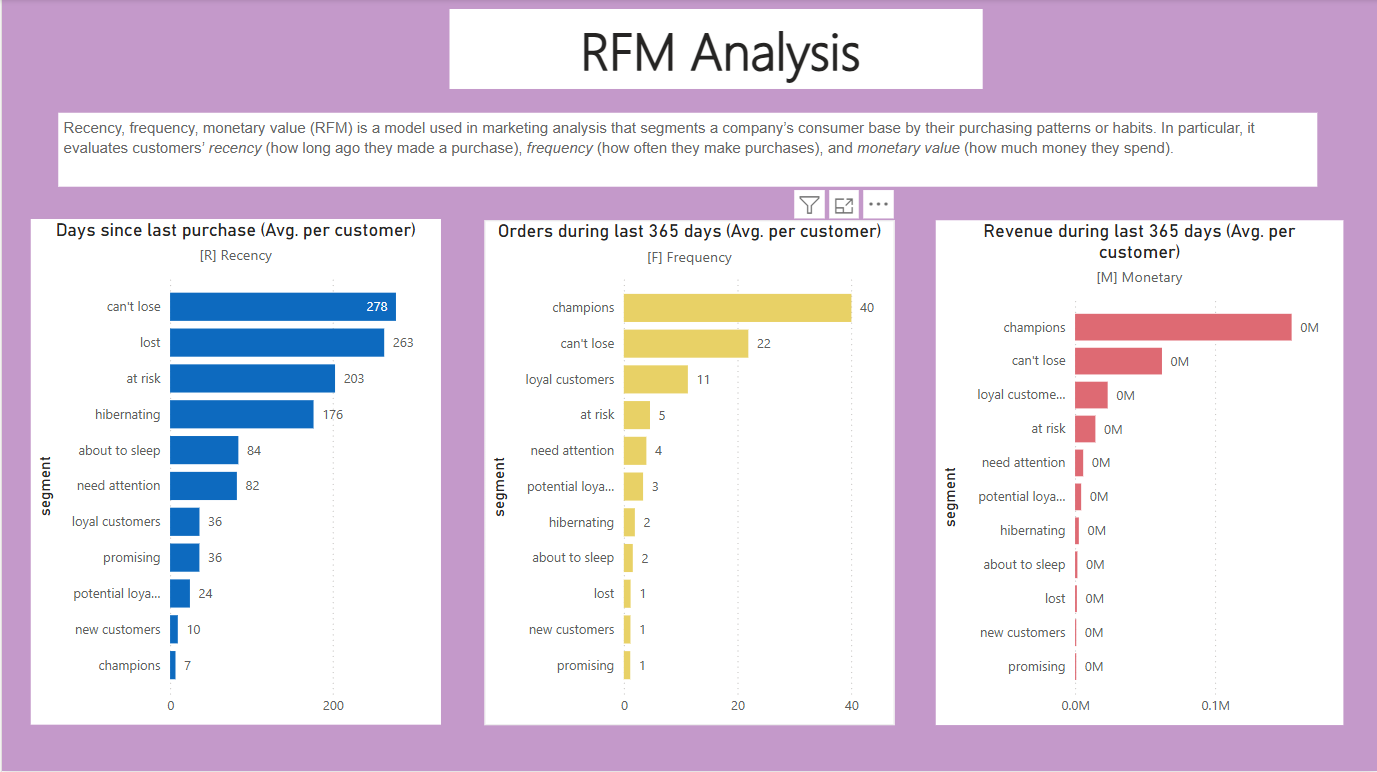 RFM Analysis
Recency, frequency, monetary value (RFM) is a model used in marketing analysis that segments a company’s consumer base by their purchasing patterns or habits. In particular, it
evaluates customers’ recency (how long ago they made a purchase), frequency (how often they make purchases), and monetary value (how much money they spend).
Days since last purchase (Avg. per customer)
[R] Recency
segment
can't lose 278
lost 263
at risk 203
hibernating 176
about to sleep 84
need attention 82
loyal customers 36
promising 36
potential loya... 24
new customers 10
champions 7
0 200
Orders during last 365 days (Avg. per customer)
[F] Frequency
segment
champions 40
can't lose 22
loyal customers 11
at risk 5
need attention 4
potential loya... 3
hibernating 2
about to sleep 2
lost 1
new customers 1
promising 1
0 20 40
Revenue during last 365 days (Avg. per
customer)
[M] Monetary
segment
champions 0M
can't lose 0M
loyal custome... 0M
at risk 0M
need attention 0M
potential loya... 0M
hibernating 0M
about to sleep 0M
lost 0M
new customers 0M
promising 0M
0.0M 0.1M